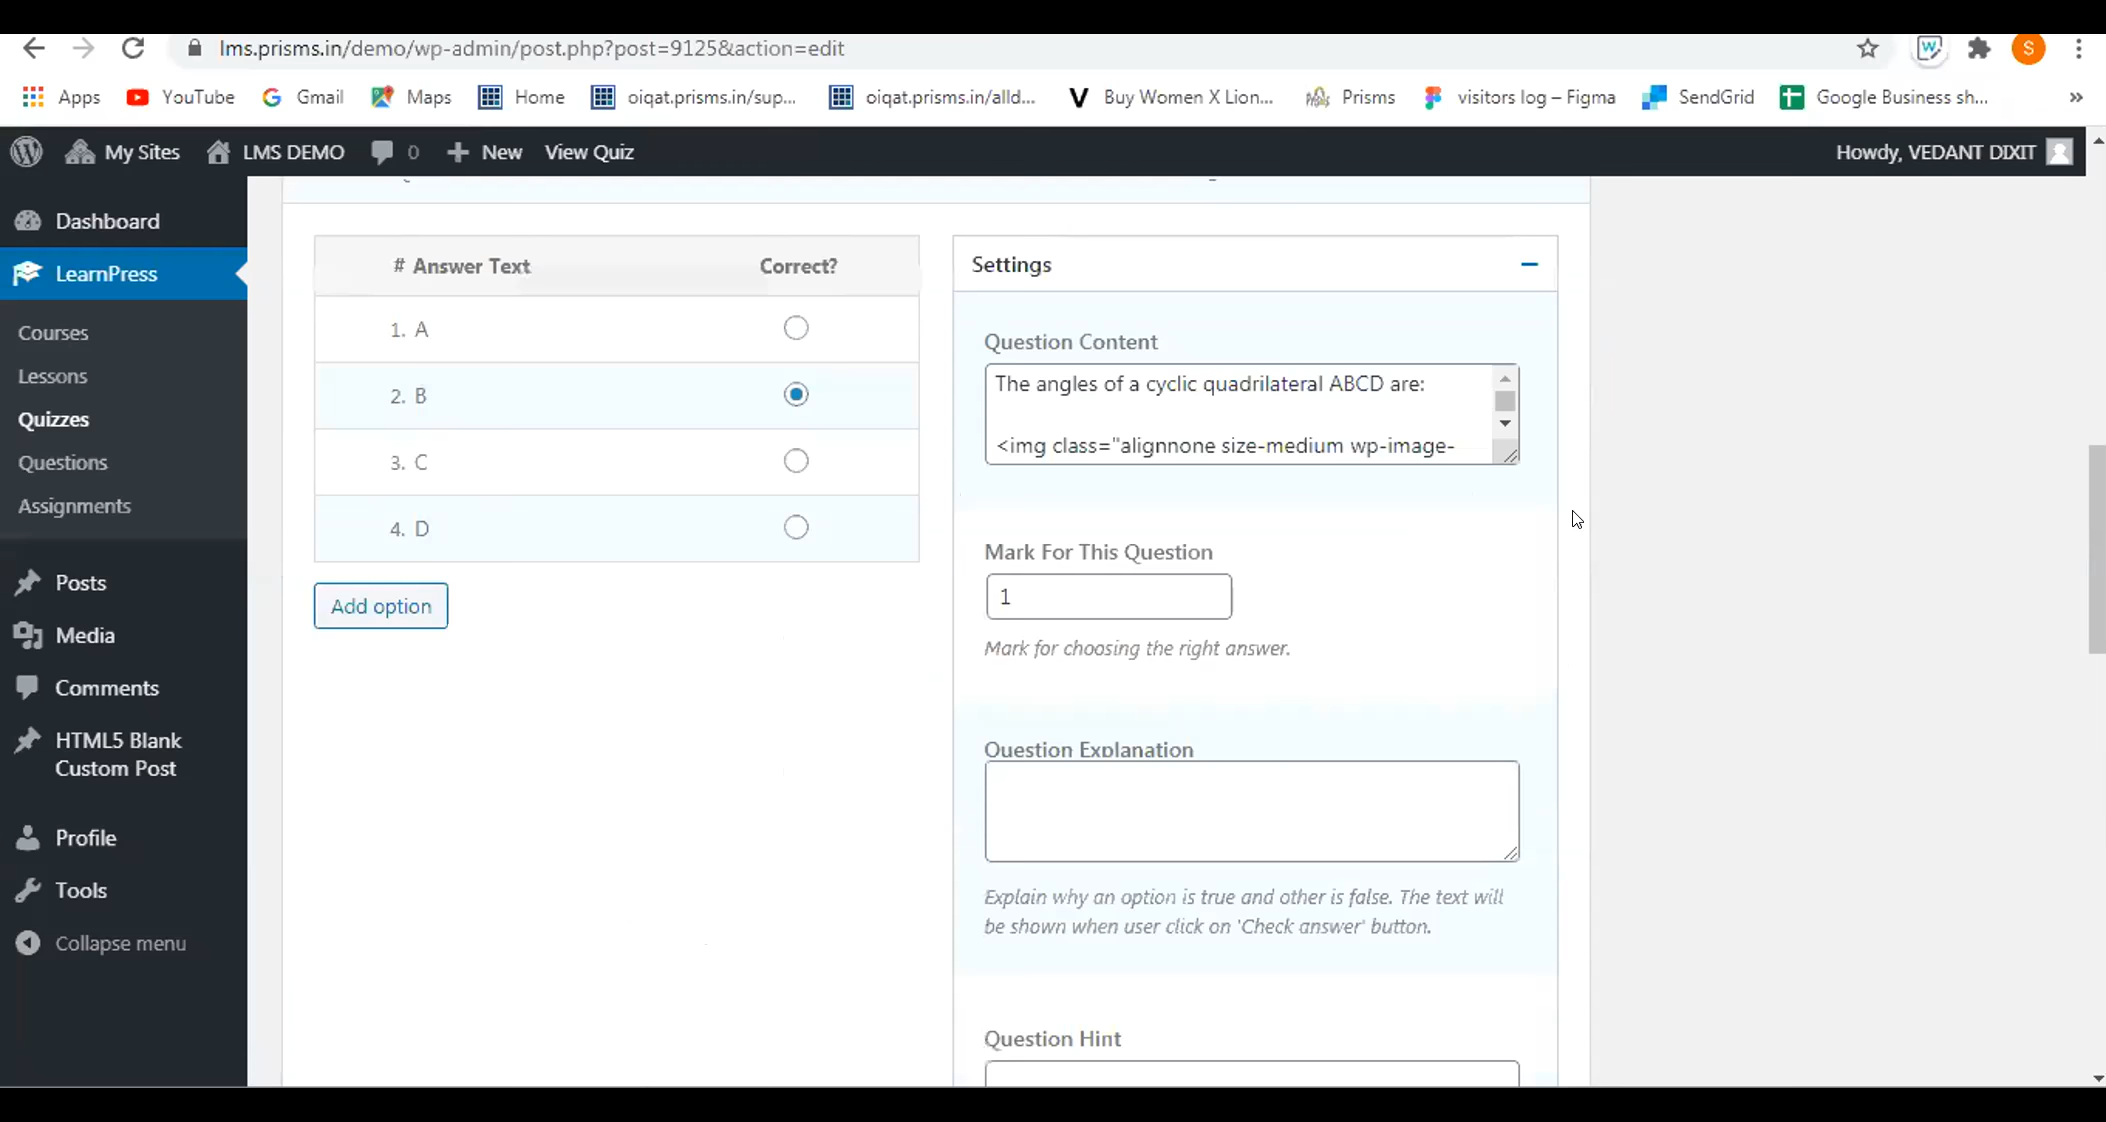 lms.prisms.in/demo/wp-admin/post.php?post=9125&action=edit
S
Apps YouTube Gmail Maps Home oiqat.prisms.in/sup... oiqat.prisms.in/alld... Buy Women X Lion... Prisms visitors log – Figma SendGrid Google Business sh... »
My Sites LMS DEMO 0 New View Quiz Howdy, VEDANT DIXIT
Dashboard
LearnPress
Courses
Lessons
Quizzes
Questions
Assignments
Posts
Media
Comments
HTML5 Blank
Custom Post
Profile
Tools
Collapse menu
# Answer Text Correct?
1. A
2. B
3. C
4. D
Add option
Settings
Question Content
The angles of a cyclic quadrilateral ABCD are:
<img class="alignnone size-medium wp-image-
Mark For This Question
1
Mark for choosing the right answer.
Question Explanation
Explain why an option is true and other is false. The text will
be shown when user click on 'Check answer' button.
Question Hint